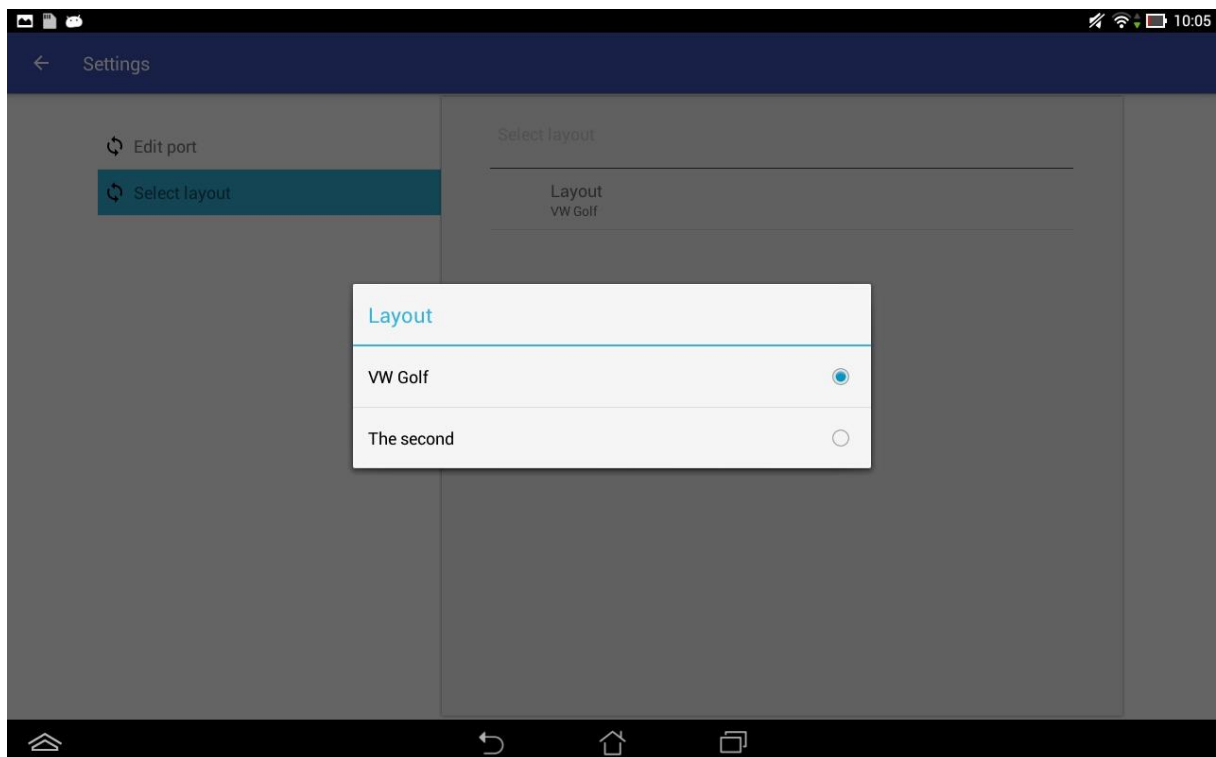 10:05
Settings
Edit port
Select layout
Select layout
Layout
VW Golf
Layout
VW Golf
The second